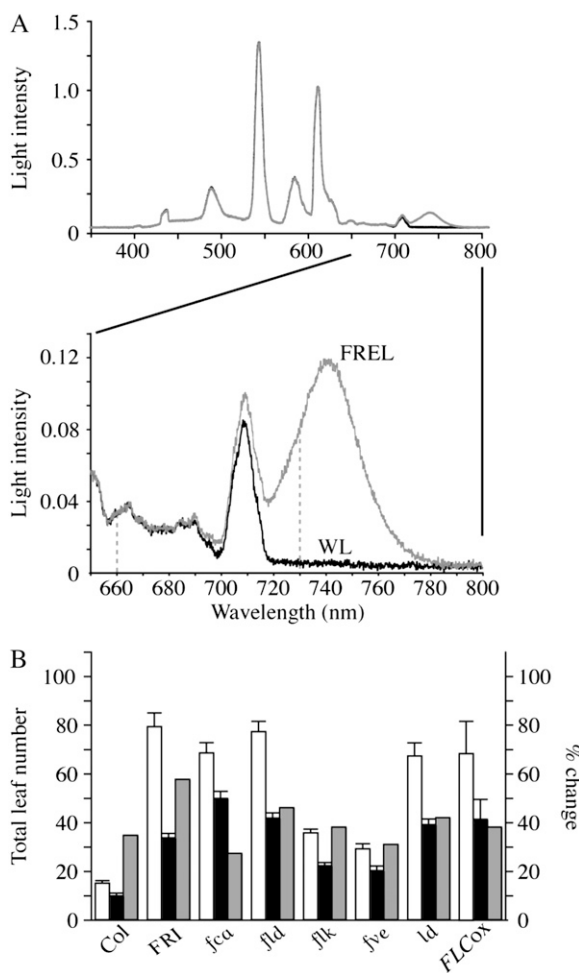 A
Light intensty
1.5
1.0
0.5
0
400 500 600 700 800
Light intensity
0.12
0.08
0.04
0
FREL
WL
660 680 700 720 740 760 780 800
Wavelength (nm)
B
Total leaf number
100
80
60
40
20
0
100
80
60
40
20
0
% change
Col FRI fca fld flk fve ld FLCox